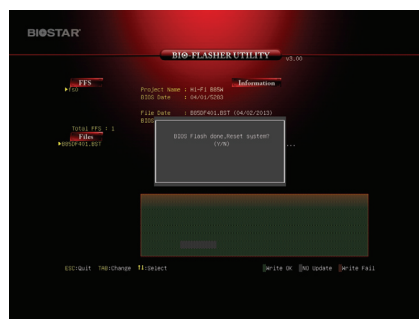 BIOSTAR
BIO-FLASHER UTILITY v3.00
FFS
fs0
Information
Project Name : Hi-Fi B85W
BIOS Date : 04/01/5203
File Date : B85DF401.BST (04/02/2013)
BIOS
Total FFS : 1
Files
B85DF401.BST
BIOS Flash done,Reset system?
(Y/N)
...
ESC:Quit TAB:Change ↑↓:Select Write OK NO Update Write Fail